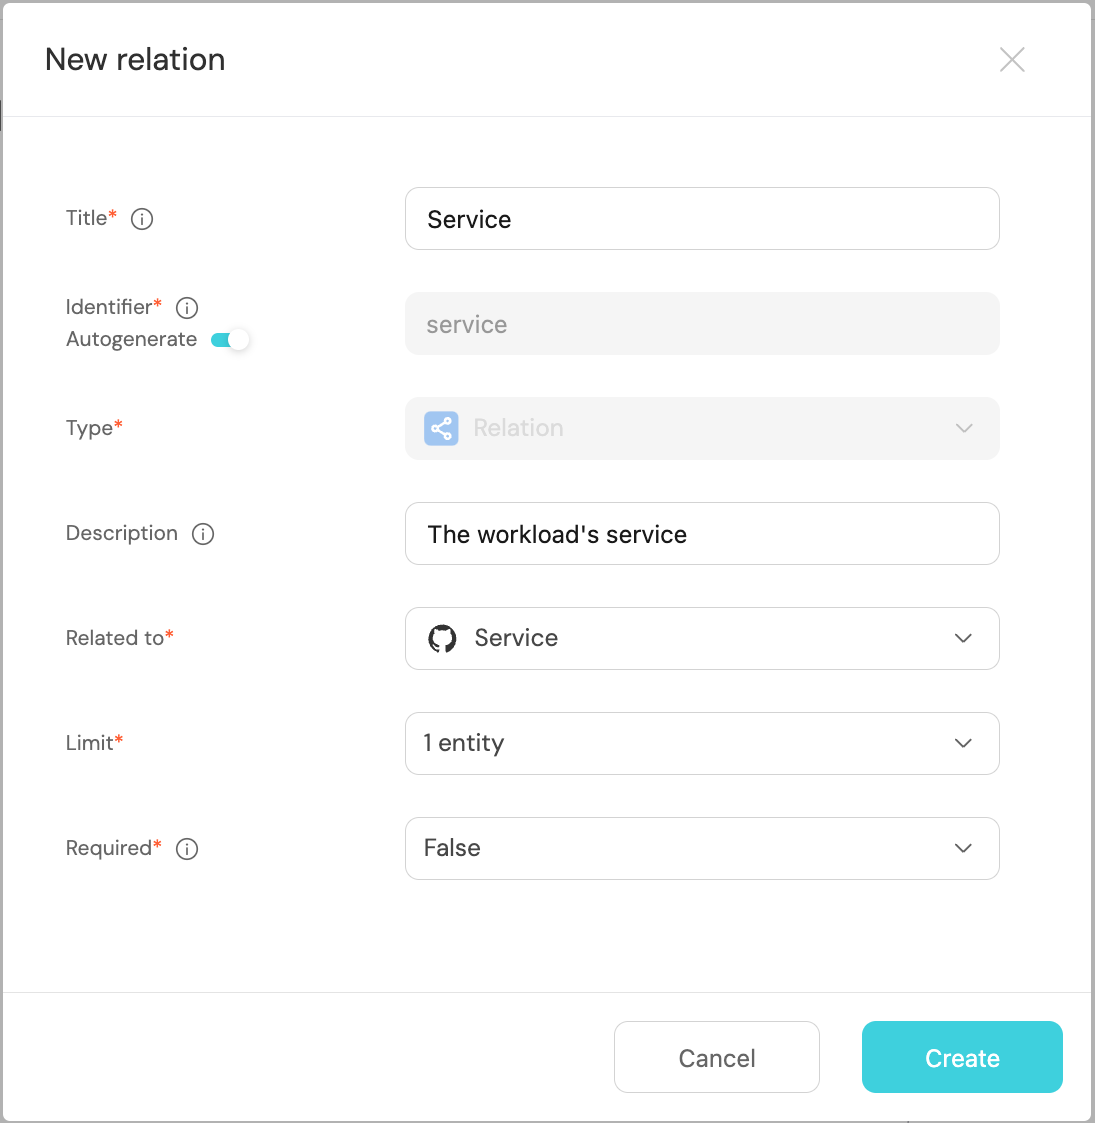 New relation
Title*
Service
Identifier*
Autogenerate
service
Type*
Relation
Description
The workload's service
Related to*
Service
Limit*
1 entity
Required*
False
Cancel
Create